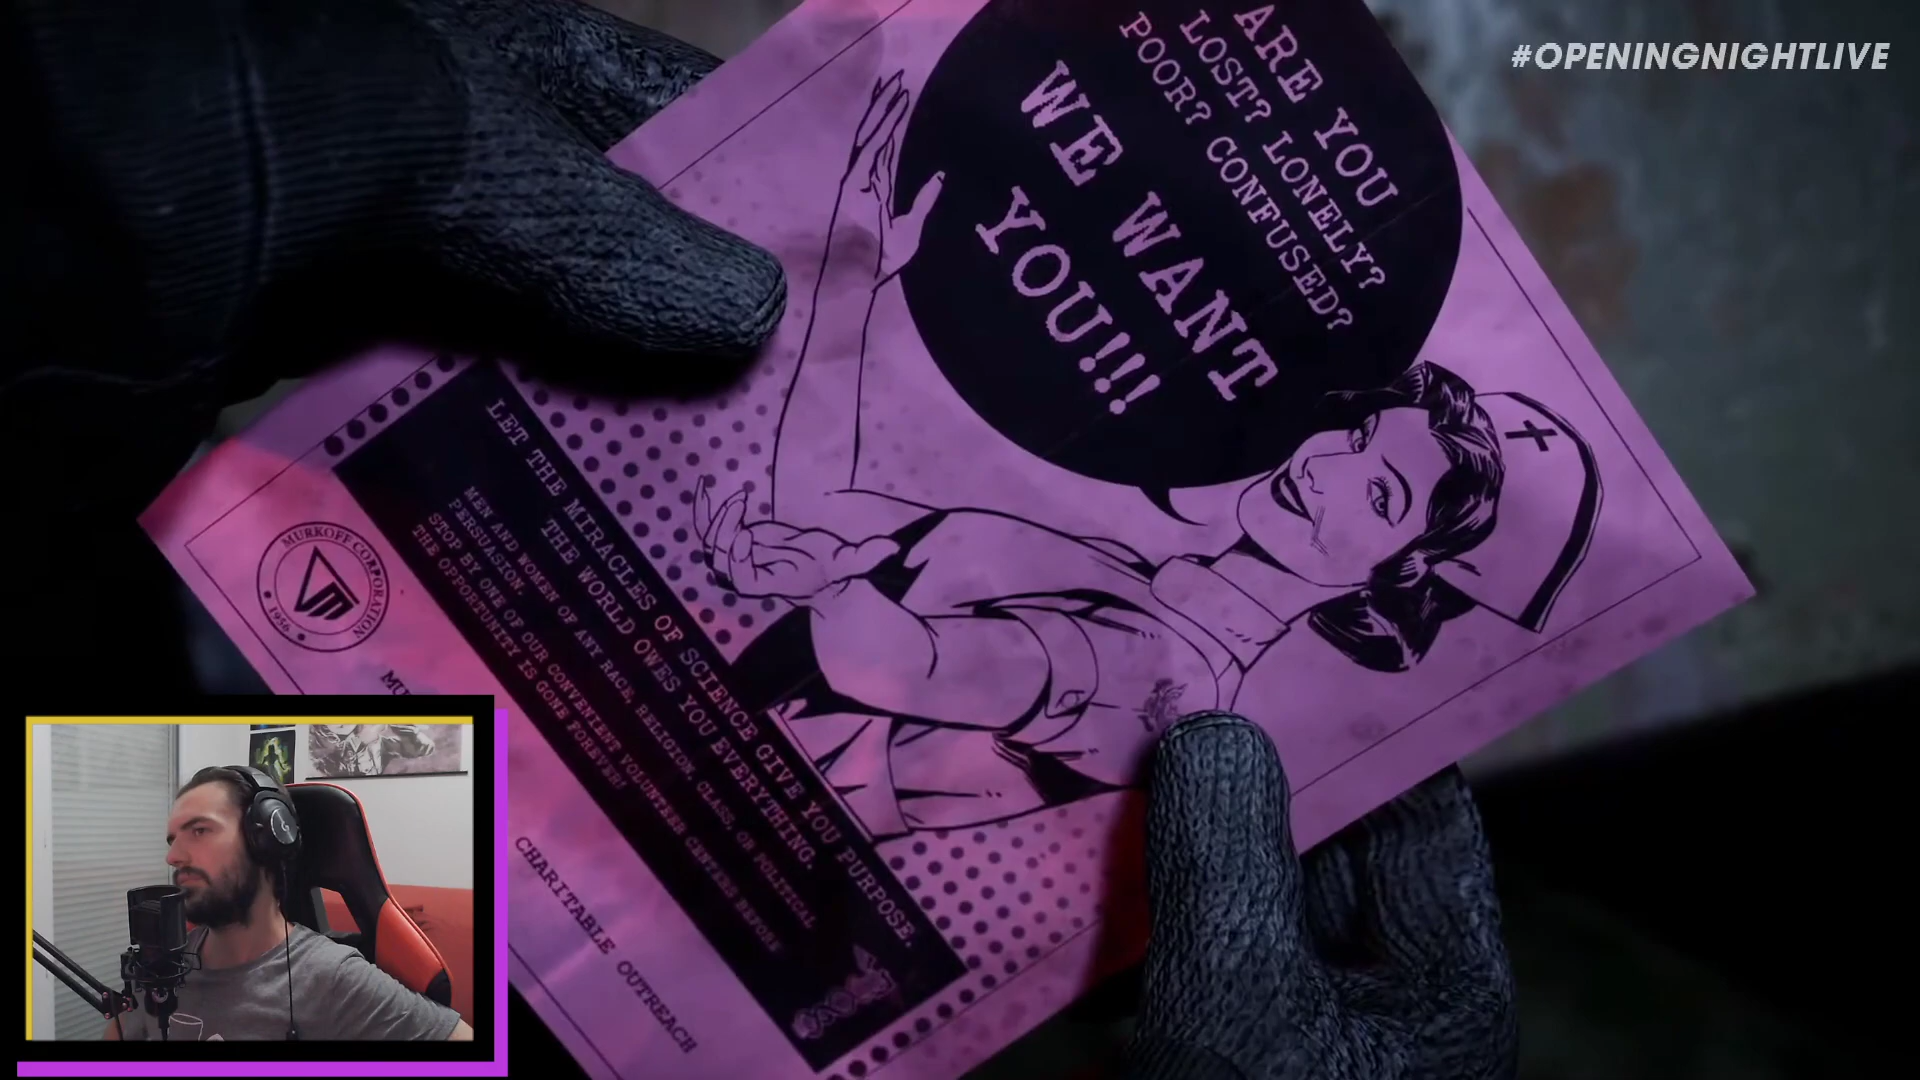 #OPENINGNIGHTLIVE
ARE YOU
LOST? LONELY?
POOR? CONFUSED?
WE WANT
YOU!!!
LET THE MIRACLES OF SCIENCE GIVE YOU PURPOSE.
THE WORLD OWES YOU EVERYTHING.
MEN AND WOMEN OF ANY RACE, RELIGION, CLASS, OR POLITICAL
PERSUASION.
STOP BY ONE OF OUR CONVENIENT VOLUNTEER CENTERS BEFORE
THE OPPORTUNITY IS GONE FOREVER!
MURKOFF CORPORATION
1956
CHARITABLE OUTREACH